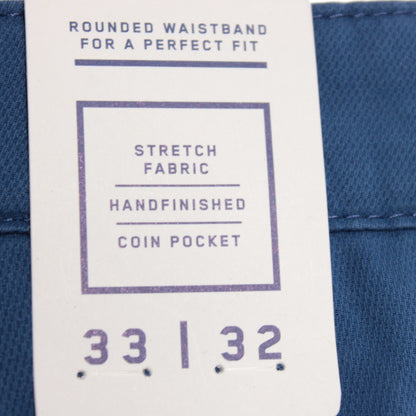 ROUNDED WAISTBAND
FOR A PERFECT FIT
STRETCH
FABRIC
HANDFINISHED
COIN POCKET
33 | 32